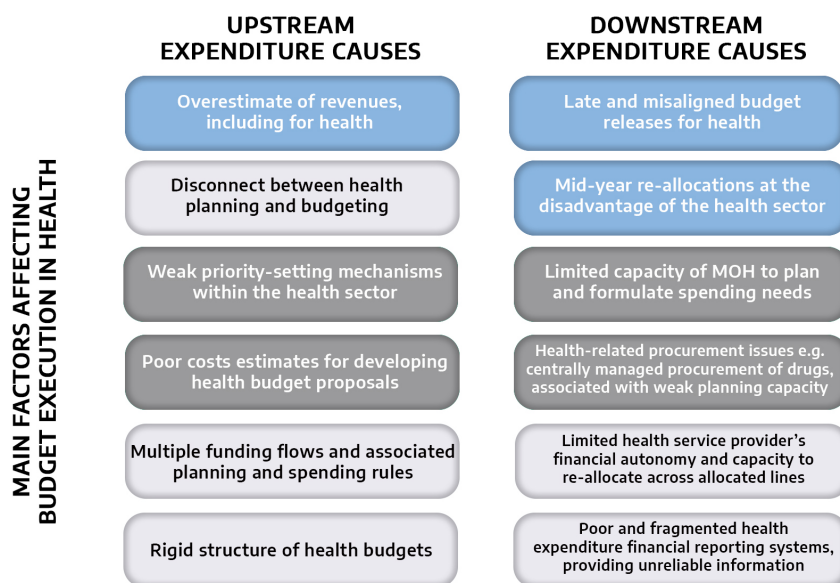 UPSTREAM
EXPENDITURE CAUSES
DOWNSTREAM
EXPENDITURE CAUSES
MAIN FACTORS AFFECTING
BUDGET EXECUTION IN HEALTH
Overestimate of revenues,
including for health
Late and misaligned budget
releases for health
Disconnect between health
planning and budgeting
Mid-year re-allocations at the
disadvantage of the health sector
Weak priority-setting mechanisms
within the health sector
Limited capacity of MOH to plan
and formulate spending needs
Poor costs estimates for developing
health budget proposals
Health-related procurement issues e.g.
centrally managed procurement of drugs,
associated with weak planning capacity
Multiple funding flows and associated
planning and spending rules
Limited health service provider’s
financial autonomy and capacity to
re-allocate across allocated lines
Rigid structure of health budgets
Poor and fragmented health
expenditure financial reporting systems,
providing unreliable information